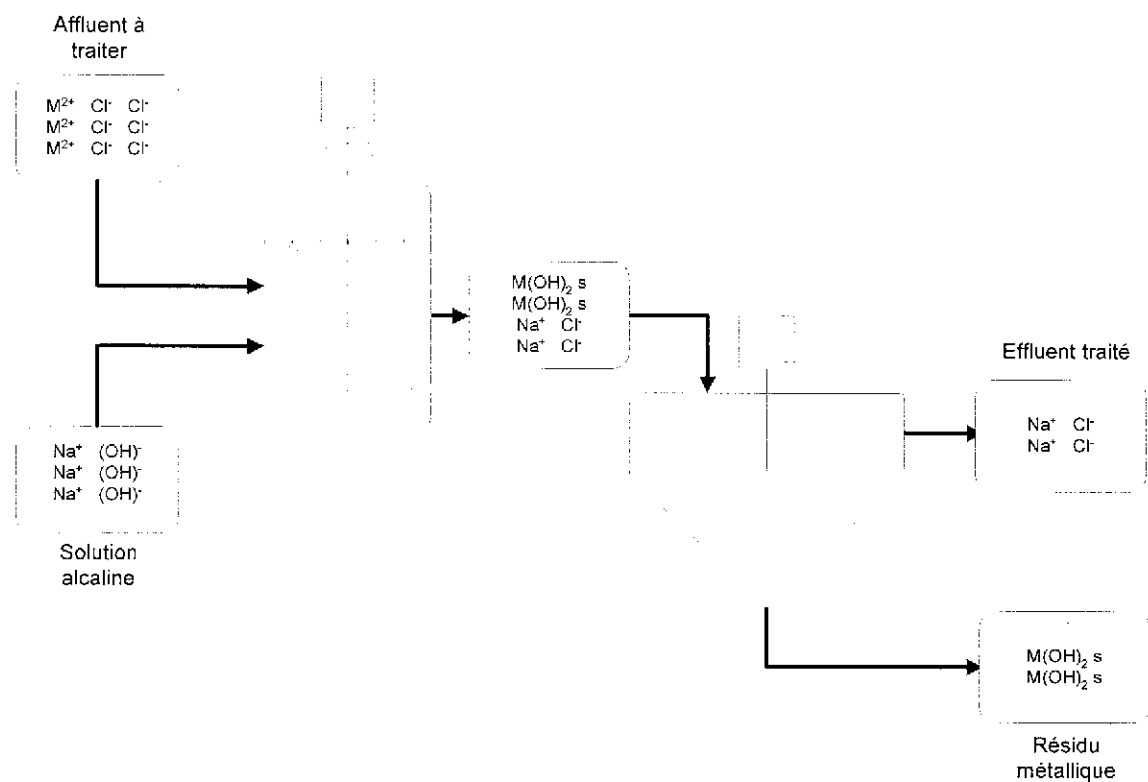 Affluent à
traiter
M²⁺ Cl⁻ Cl⁻
M²⁺ Cl⁻ Cl⁻
M²⁺ Cl⁻ Cl⁻
M(OH)₂ s
M(OH)₂ s
Na⁺ Cl⁻
Na⁺ Cl⁻
Effluent traité
Na⁺ Cl⁻
Na⁺ Cl⁻
Na⁺ (OH)⁻
Na⁺ (OH)⁻
Na⁺ (OH)⁻
Solution
alcaline
M(OH)₂ s
M(OH)₂ s
Résidu
métallique